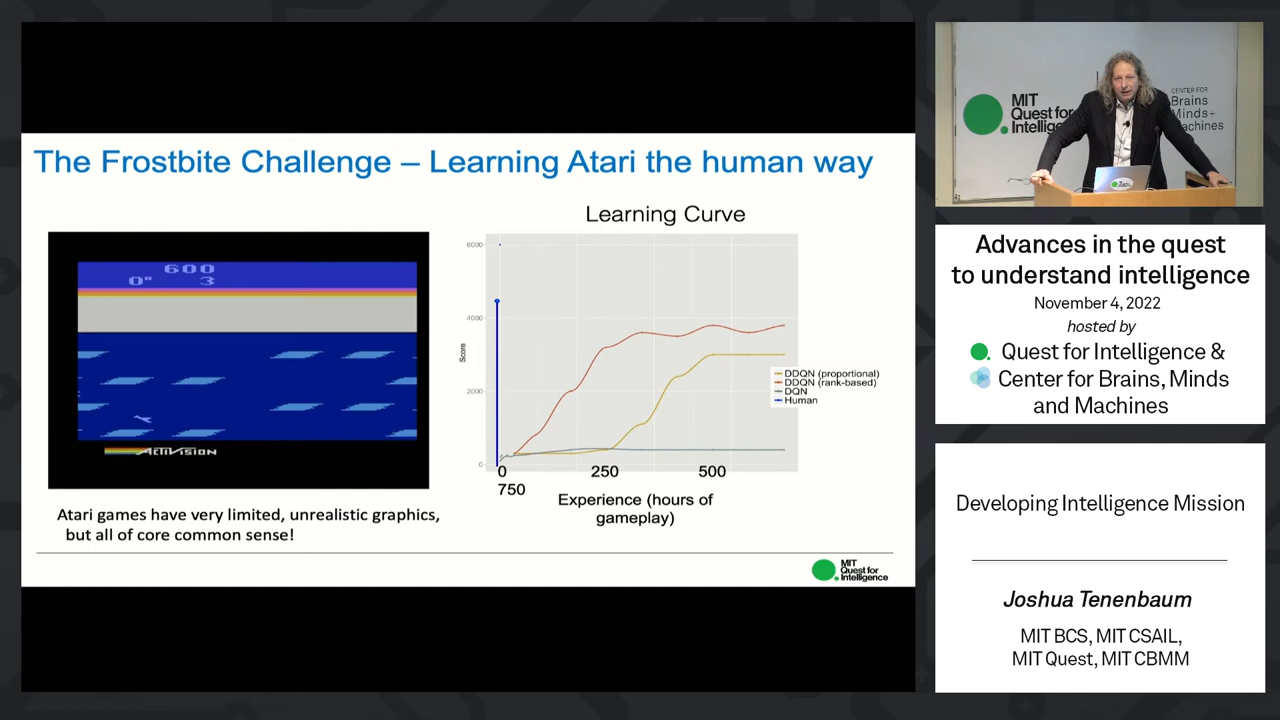 The Frostbite Challenge – Learning Atari the human way
600
0° 3
ACTIVISION
Atari games have very limited, unrealistic graphics,
but all of core common sense!
Learning Curve
6000
4000
2000
0
Score
DDQN (proportional)
DDQN (rank-based)
DQN
Human
0 250 500
750
Experience (hours of
gameplay)
MIT
Quest for
Intelligence
MIT
Quest for
Intelligence
CENTER FOR
Brains
Minds+
Machines
Advances in the quest
to understand intelligence
November 4, 2022
hosted by
Quest for Intelligence &
Center for Brains, Minds
and Machines
Developing Intelligence Mission
Joshua Tenenbaum
MIT BCS, MIT CSAIL,
MIT Quest, MIT CBMM